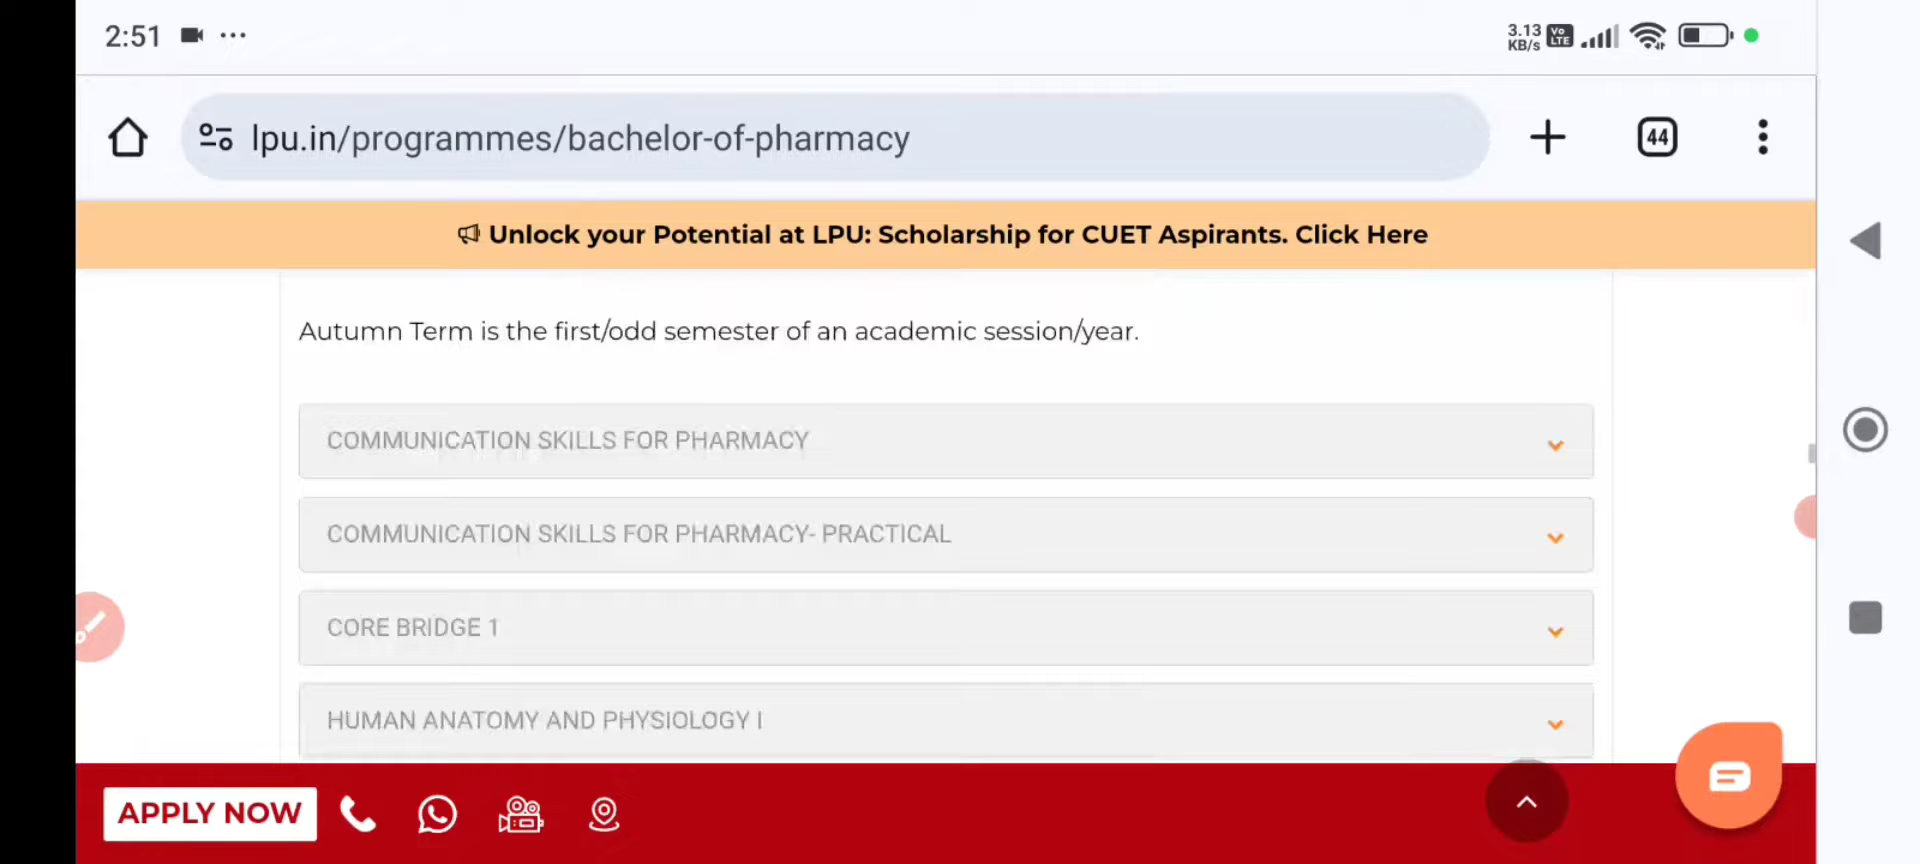 2:51
3.13
KB/s
Vo
LTE
lpu.in/programmes/bachelor-of-pharmacy
44
Unlock your Potential at LPU: Scholarship for CUET Aspirants. Click Here
Autumn Term is the first/odd semester of an academic session/year.
COMMUNICATION SKILLS FOR PHARMACY
COMMUNICATION SKILLS FOR PHARMACY- PRACTICAL
CORE BRIDGE 1
HUMAN ANATOMY AND PHYSIOLOGY I
APPLY NOW